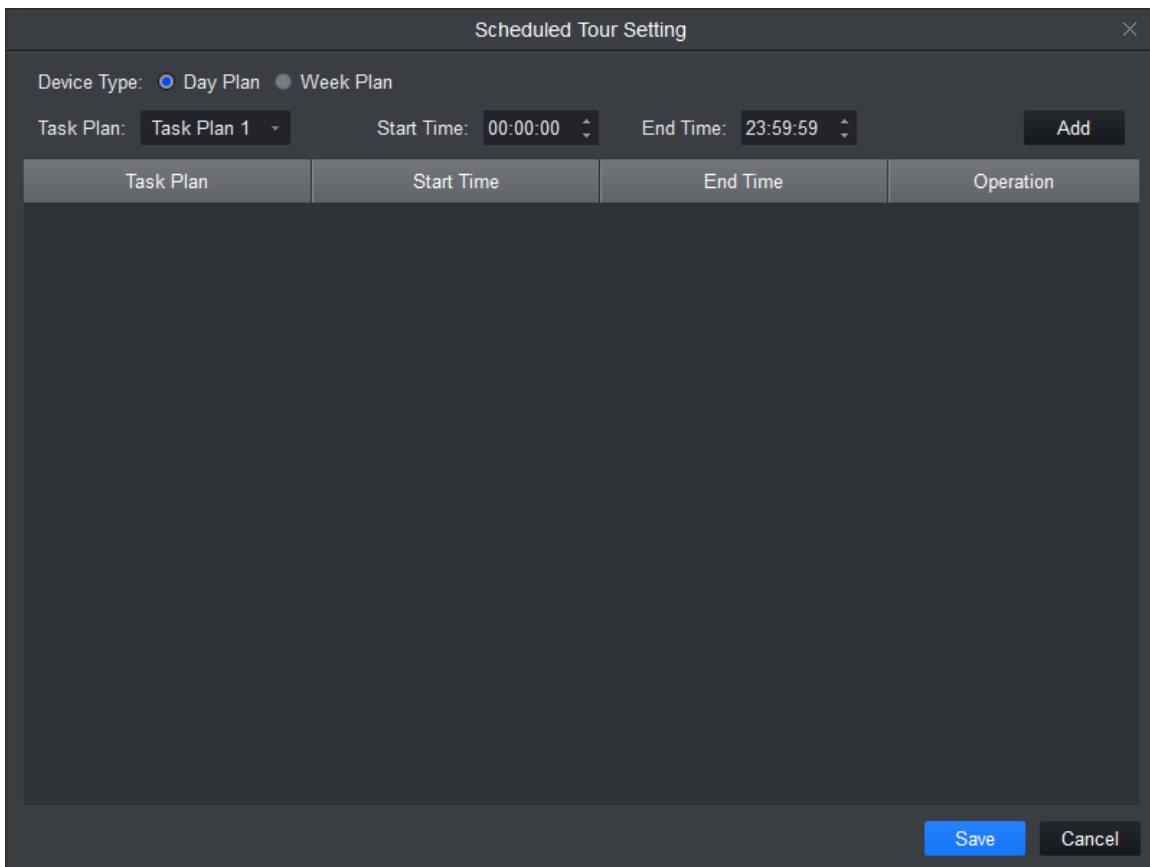 Scheduled Tour Setting
Device Type: Day Plan Week Plan
Task Plan: Task Plan 1 Start Time: 00:00:00 End Time: 23:59:59 Add
Task Plan Start Time End Time Operation
Save Cancel